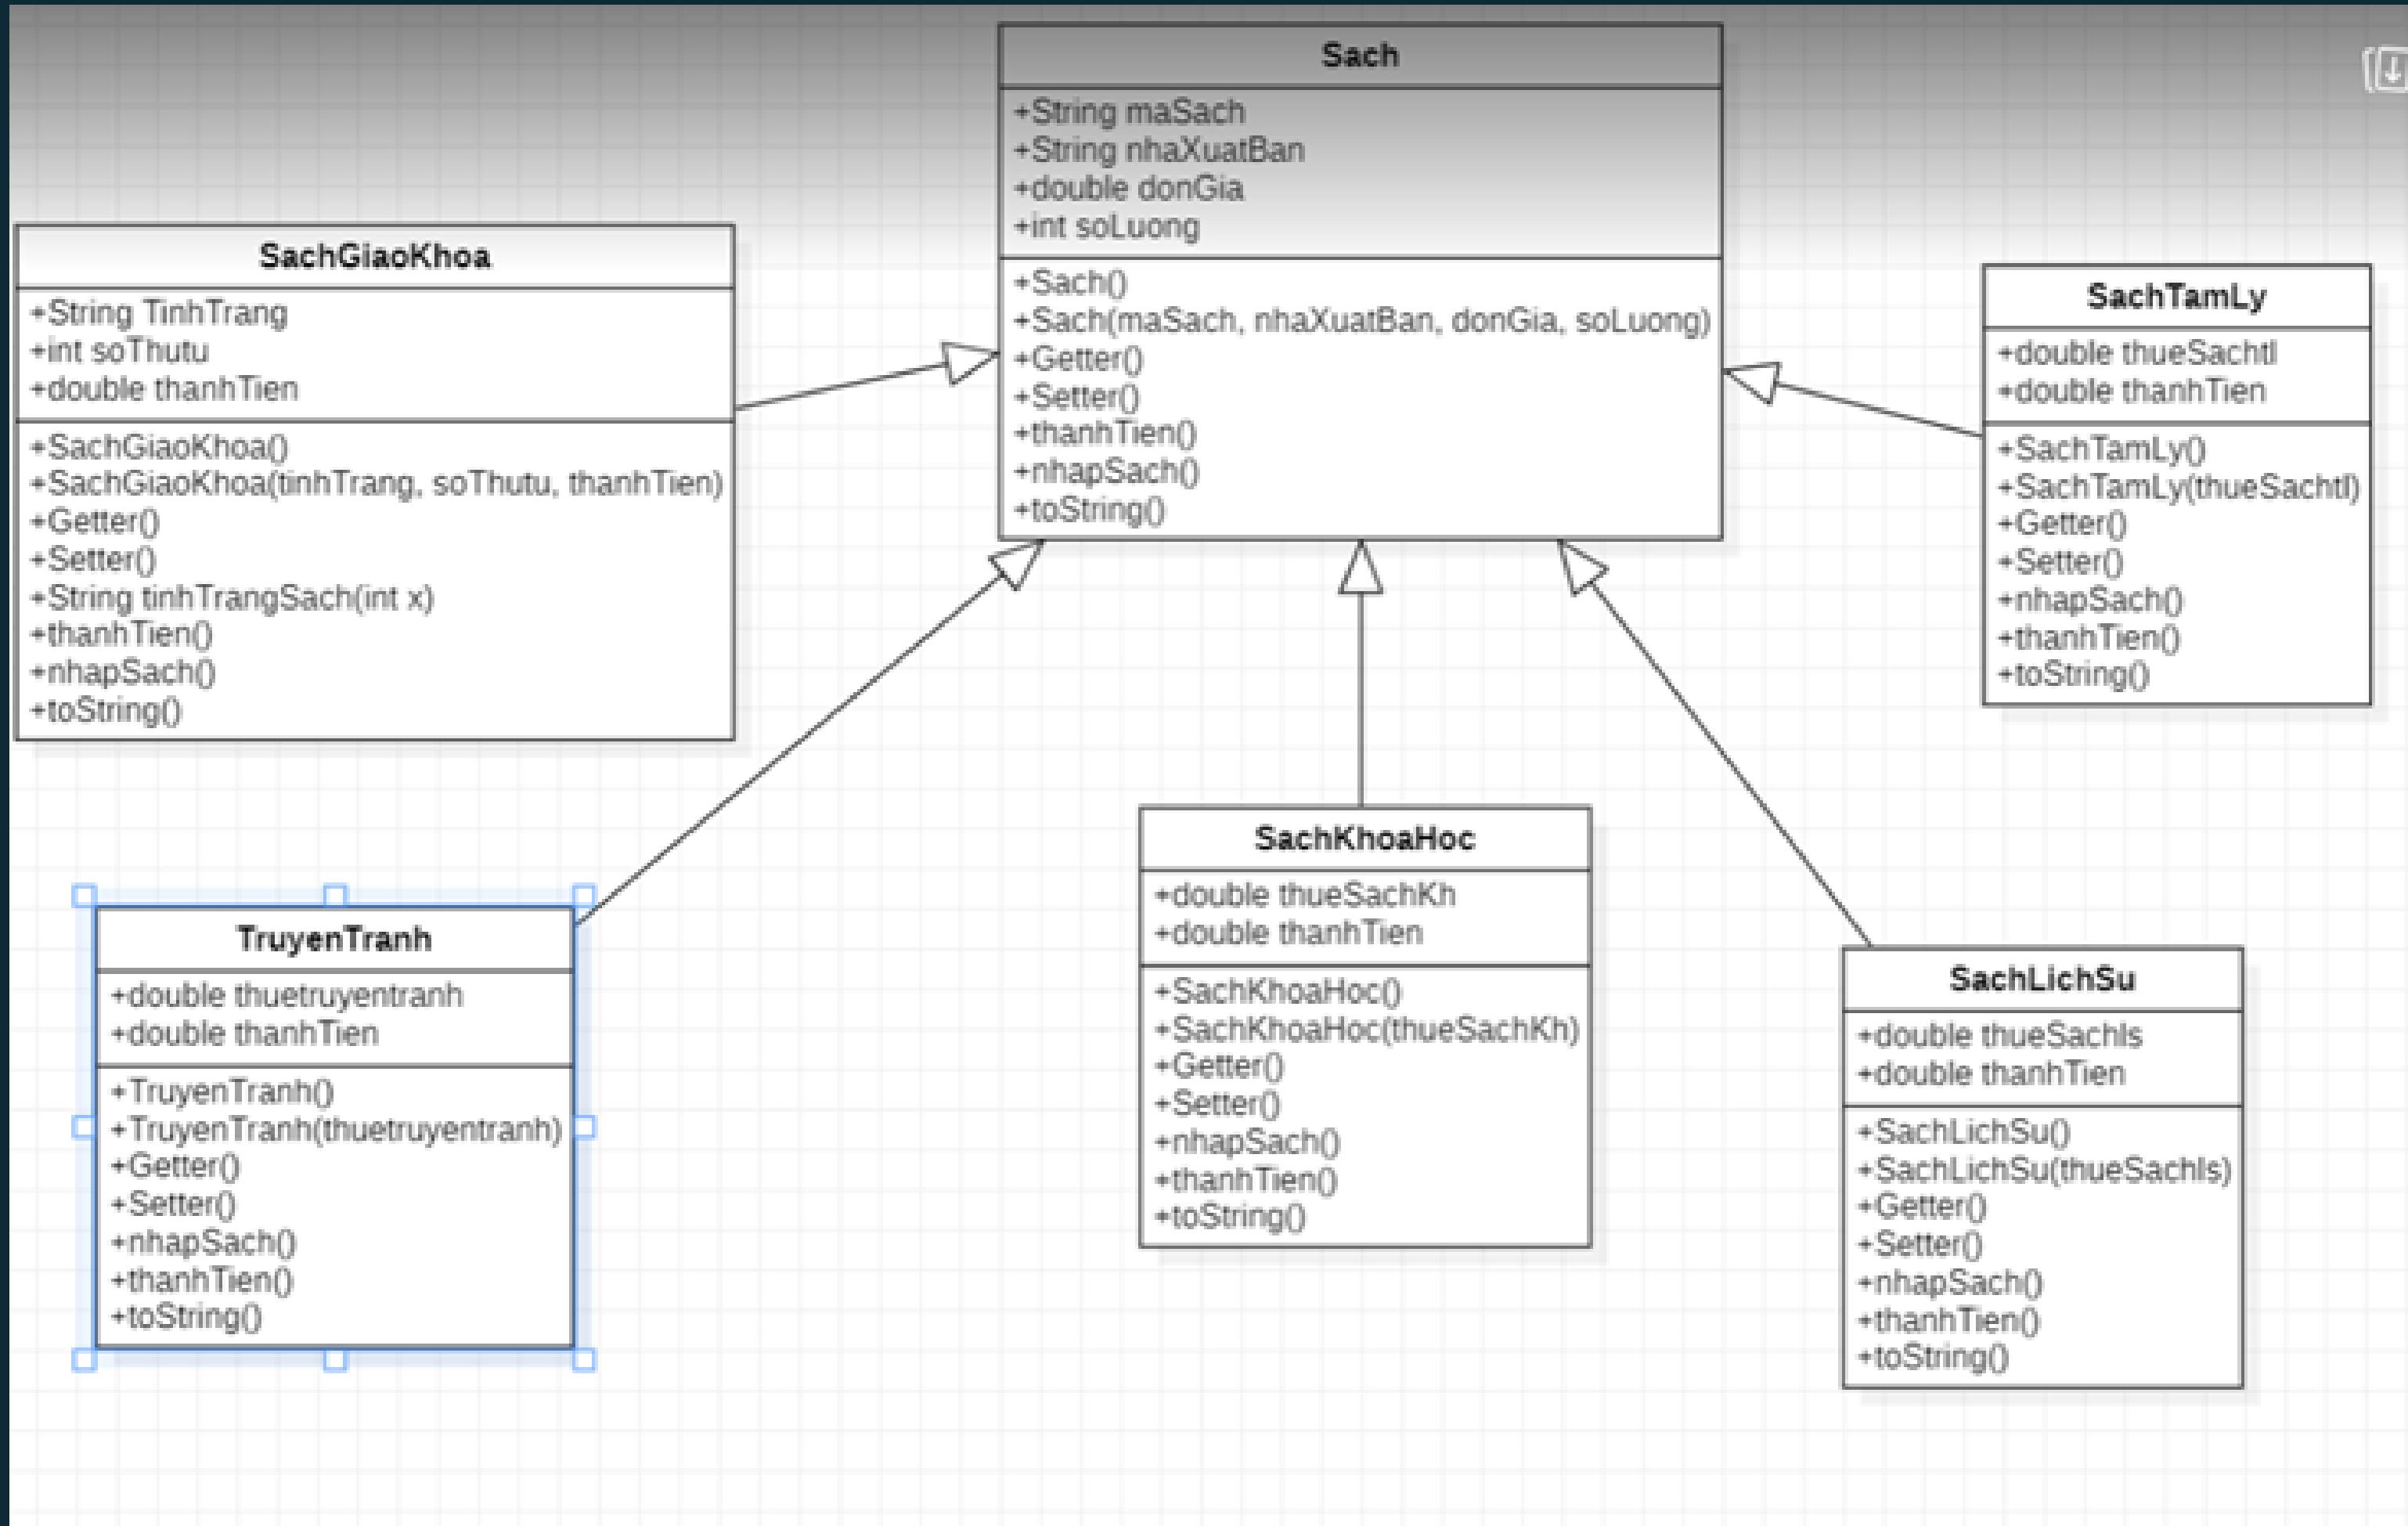 Sach
+String maSach
+String nhaXuatBan
+double donGia
+int soLuong
+Sach()
+Sach(maSach, nhaXuatBan, donGia, soLuong)
+Getter()
+Setter()
+thanhTien()
+nhapSach()
+toString()
SachGiaoKhoa
+String TinhTrang
+int soThutu
+double thanhTien
+SachGiaoKhoa()
+SachGiaoKhoa(tinhTrang, soThutu, thanhTien)
+Getter()
+Setter()
+String tinhTrangSach(int x)
+thanhTien()
+nhapSach()
+toString()
SachTamLy
+double thueSachtl
+double thanhTien
+SachTamLy()
+SachTamLy(thueSachtl)
+Getter()
+Setter()
+nhapSach()
+thanhTien()
+toString()
TruyenTranh
+double thuetruyentranh
+double thanhTien
+TruyenTranh()
+TruyenTranh(thuetruyentranh)
+Getter()
+Setter()
+nhapSach()
+thanhTien()
+toString()
SachKhoaHoc
+double thueSachKh
+double thanhTien
+SachKhoaHoc()
+SachKhoaHoc(thueSachKh)
+Getter()
+Setter()
+nhapSach()
+thanhTien()
+toString()
SachLichSu
+double thueSachls
+double thanhTien
+SachLichSu()
+SachLichSu(thueSachls)
+Getter()
+Setter()
+nhapSach()
+thanhTien()
+toString()